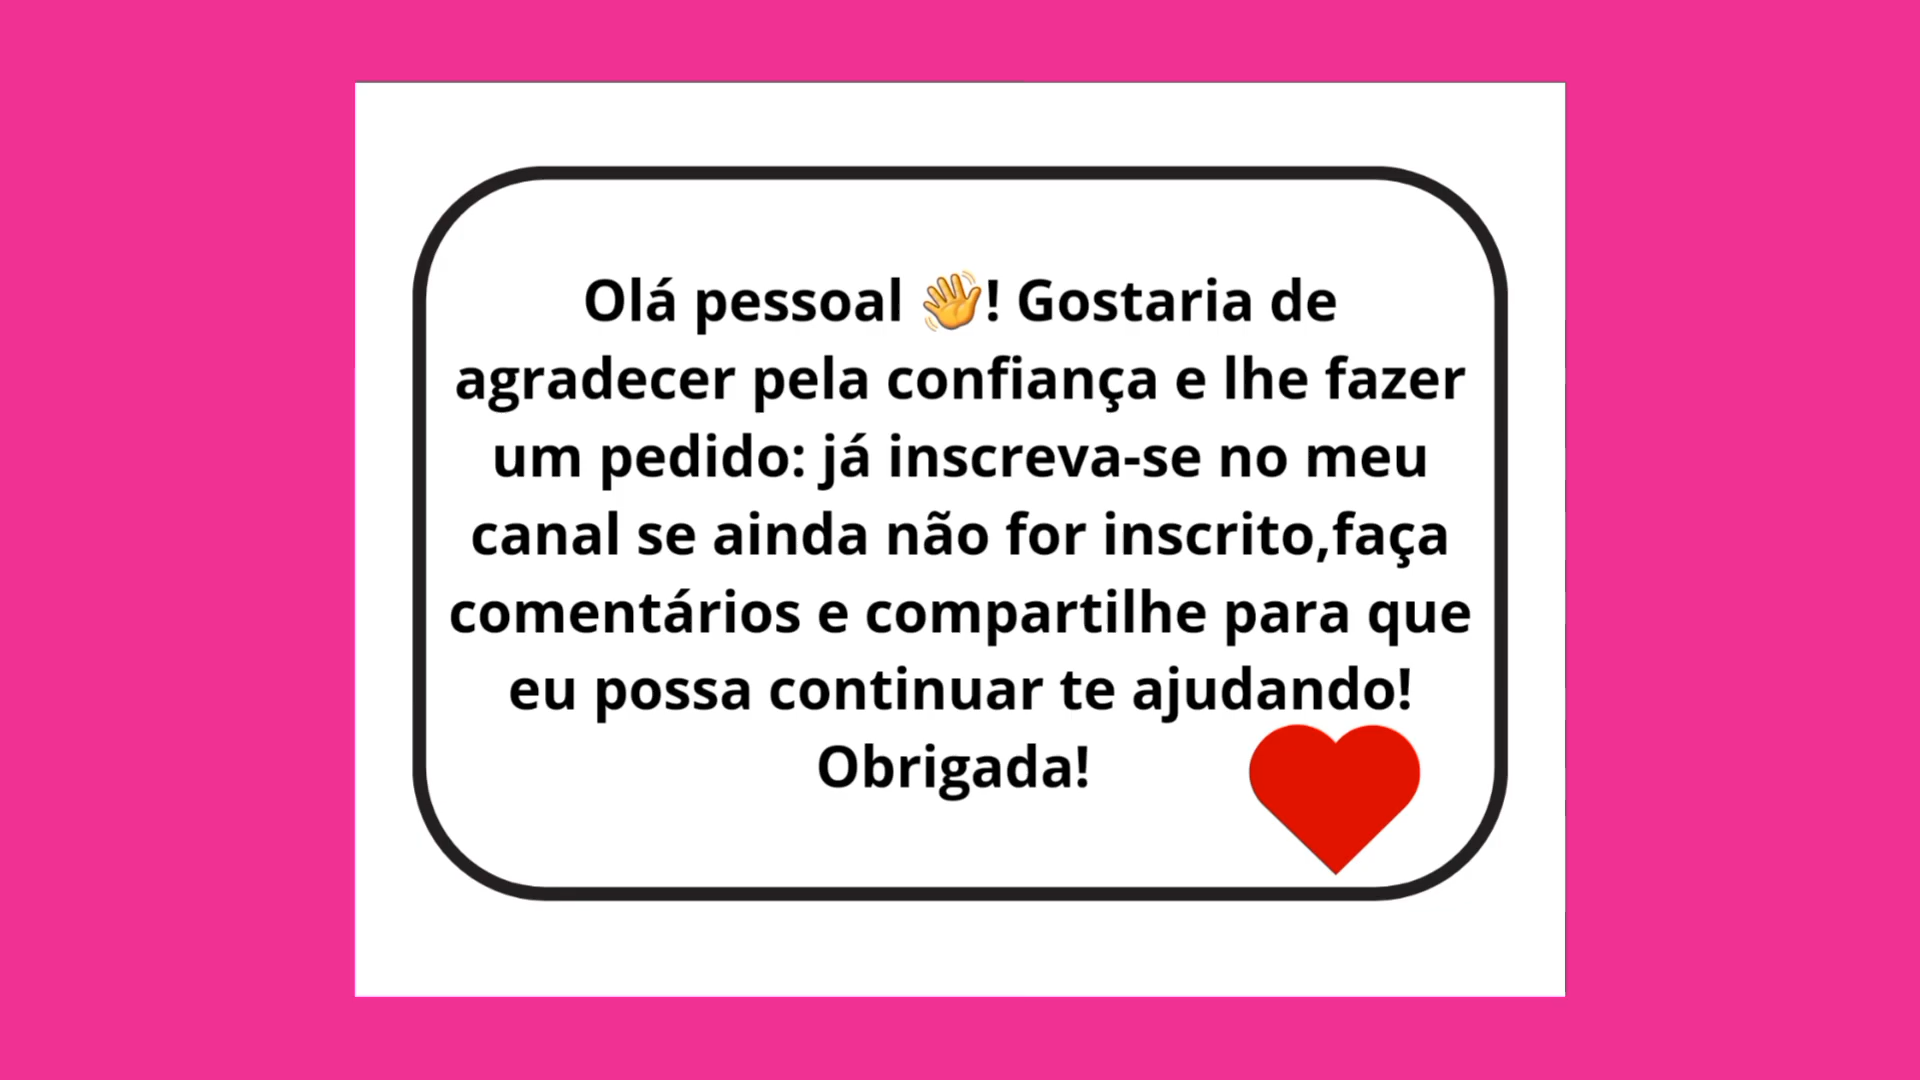 Olá pessoal 👋! Gostaria de
agradecer pela confiança e lhe fazer
um pedido: já inscreva-se no meu
canal se ainda não for inscrito,faça
comentários e compartilhe para que
eu possa continuar te ajudando!
Obrigada!